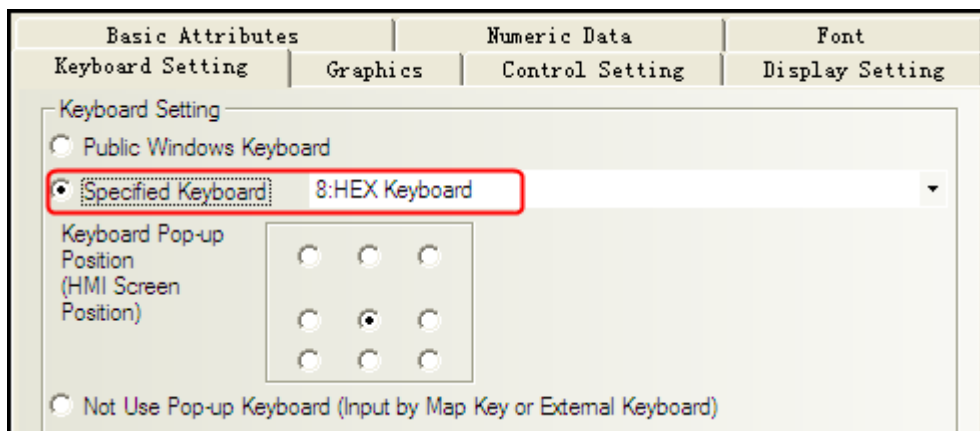 Basic Attributes Numeric Data Font
Keyboard Setting Graphics Control Setting Display Setting
Keyboard Setting
Public Windows Keyboard
Specified Keyboard 8:HEX Keyboard
Keyboard Pop-up
Position
(HMI Screen
Position)
Not Use Pop-up Keyboard (Input by Map Key or External Keyboard)